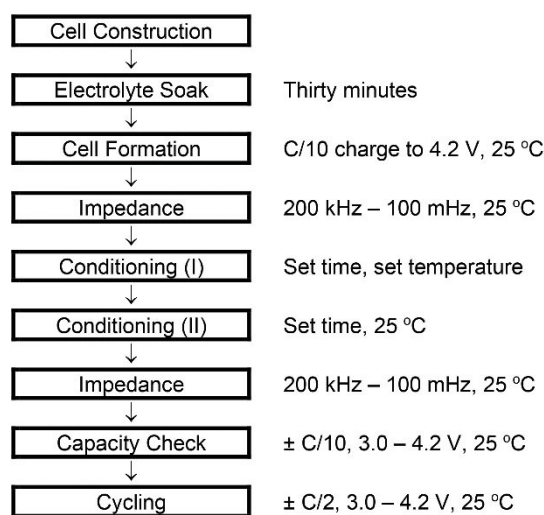 Cell Construction
Electrolyte Soak Thirty minutes
Cell Formation C/10 charge to 4.2 V, 25 °C
Impedance 200 kHz – 100 mHz, 25 °C
Conditioning (I) Set time, set temperature
Conditioning (II) Set time, 25 °C
Impedance 200 kHz – 100 mHz, 25 °C
Capacity Check ± C/10, 3.0 – 4.2 V, 25 °C
Cycling ± C/2, 3.0 – 4.2 V, 25 °C